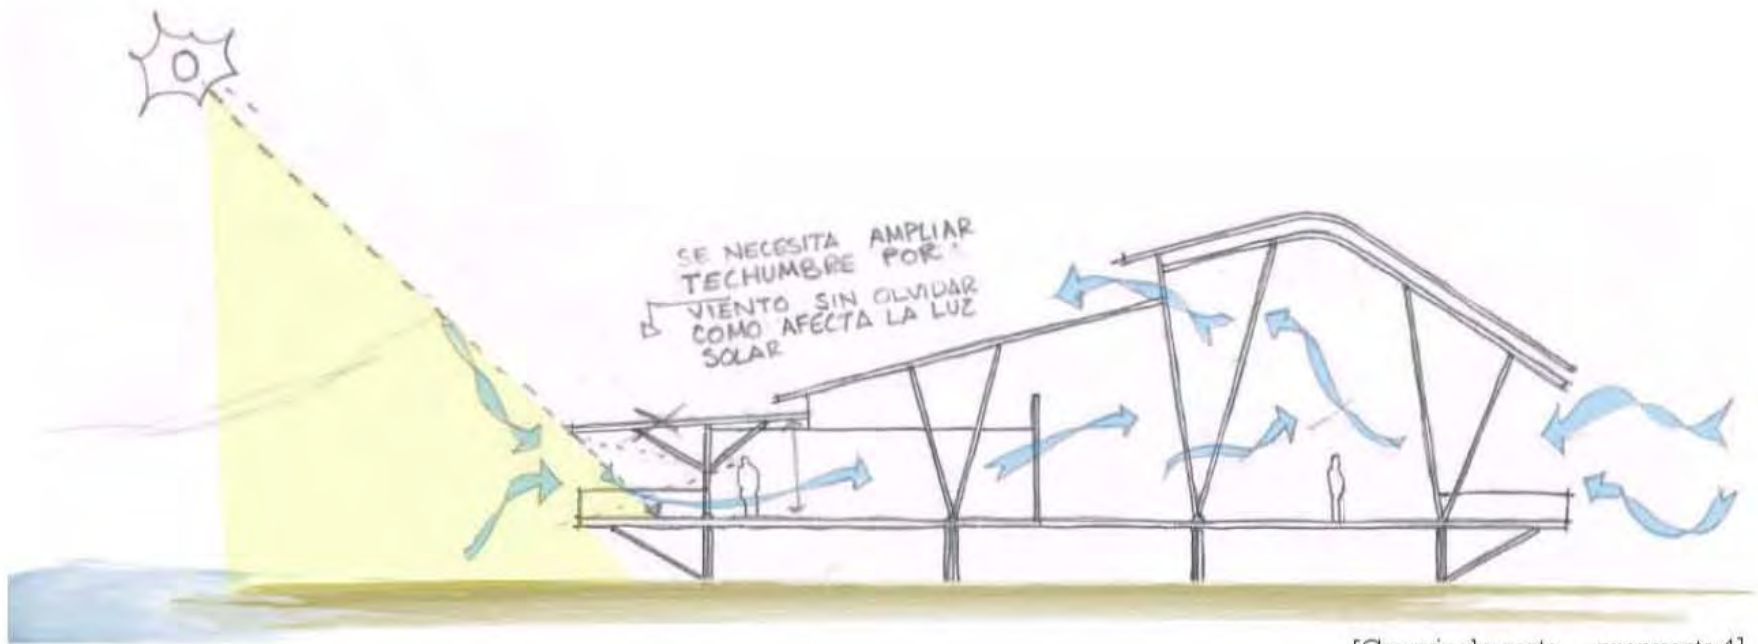 SE NECESITA AMPLIAR
TECHUMBRE POR
VIENTO SIN OLVIDAR
COMO AFECTA LA LUZ
SOLAR